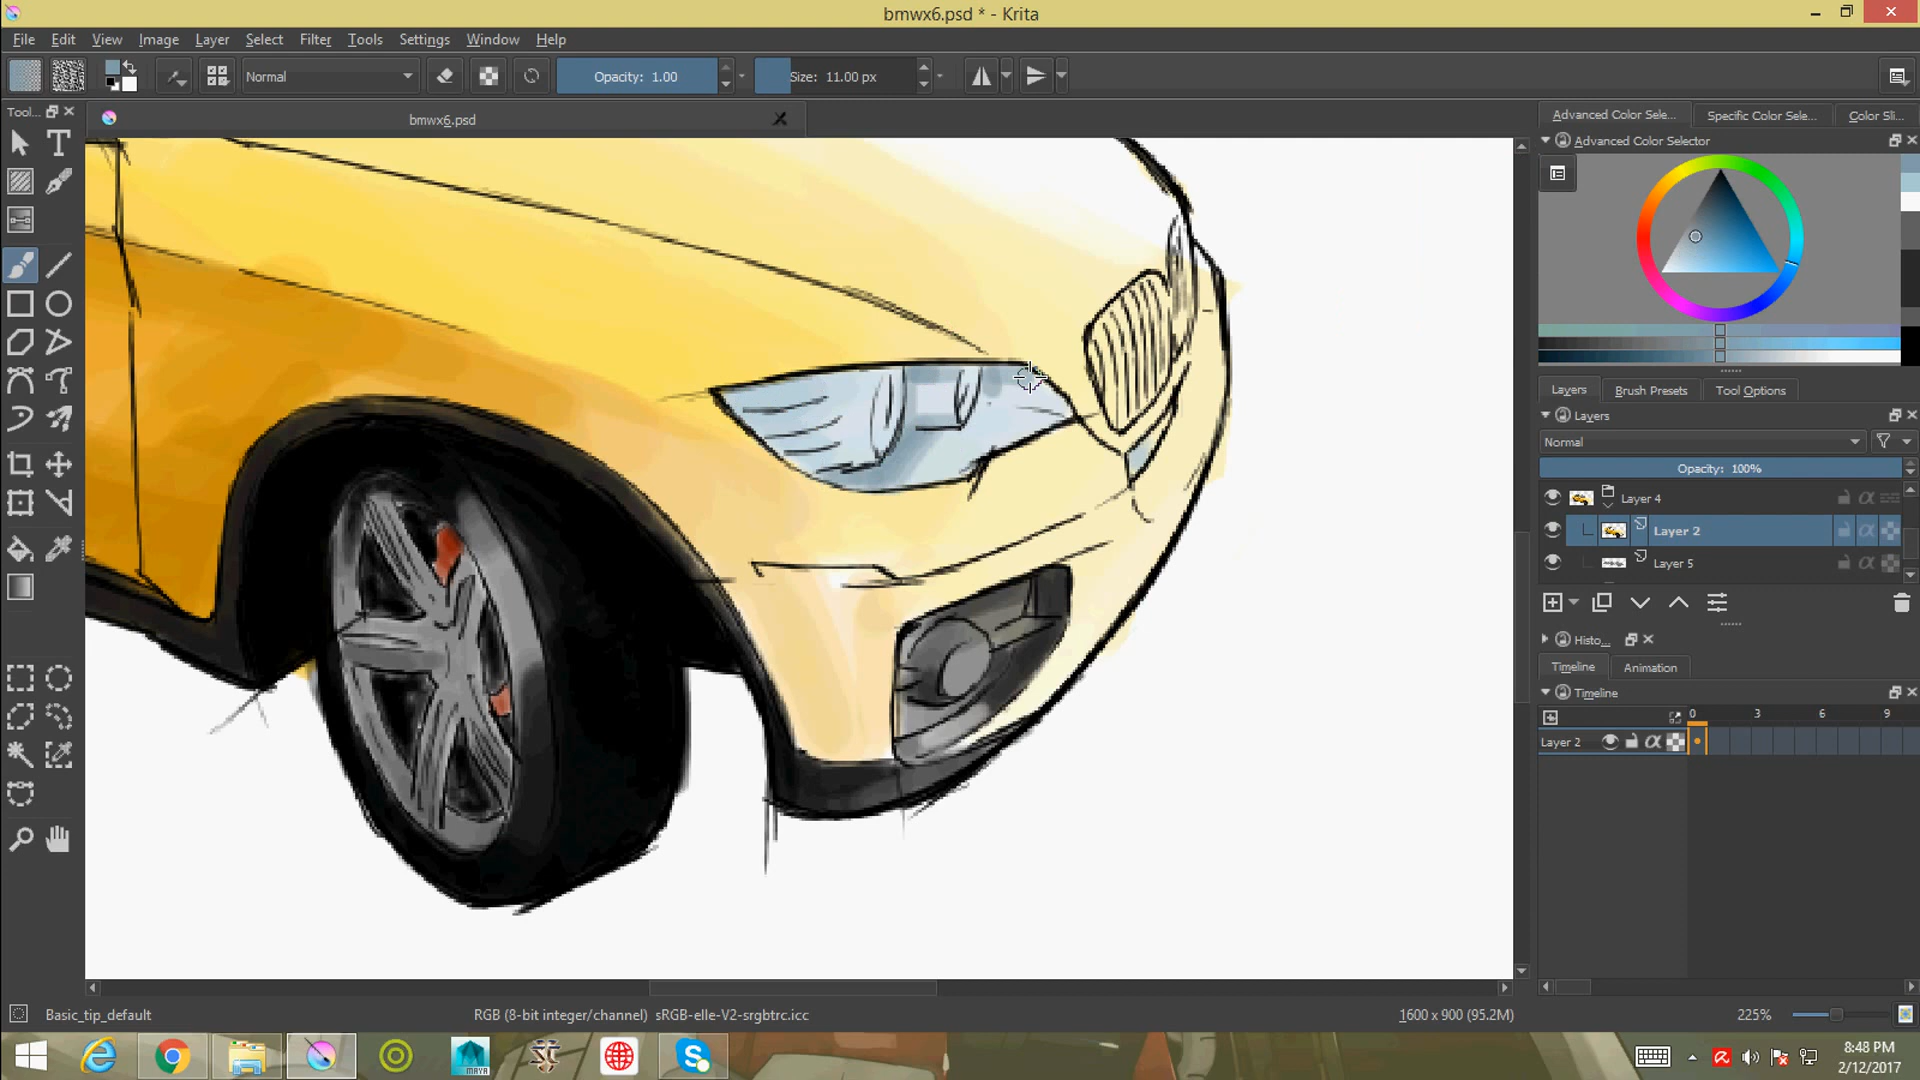 bmwx6.psd * - Krita
File Edit View Image Layer Select Filter Tools Settings Window Help
Normal
Opacity: 1.00
Size: 11.00 px
Tool...
bmwx6.psd
Advanced Color Sele... Specific Color Sele... Color Sli...
Advanced Color Selector
Layers Brush Presets Tool Options
Layers
Normal
Opacity: 100%
Layer 4
Layer 2
Layer 5
Histo...
Timeline Animation
Timeline
0 3 6 9
Layer 2
Basic_tip_default
RGB (8-bit integer/channel) sRGB-elle-V2-srgbtrc.icc
1600 x 900 (95.2M)
225%
MAYA
8:48 PM
2/12/2017